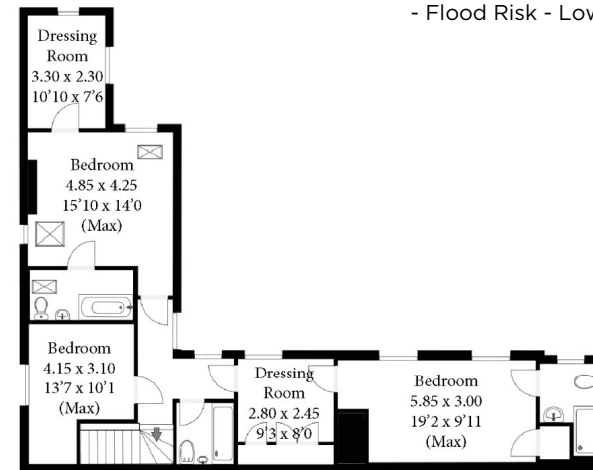 - Flood Risk - Low
Dressing
Room
3.30 x 2.30
10'10 x 7'6
Bedroom
4.85 x 4.25
15'10 x 14'0
(Max)
Bedroom
4.15 x 3.10
13'7 x 10'1
(Max)
Dressing
Room
2.80 x 2.45
9'3 x 8'0
Bedroom
5.85 x 3.00
19'2 x 9'11
(Max)